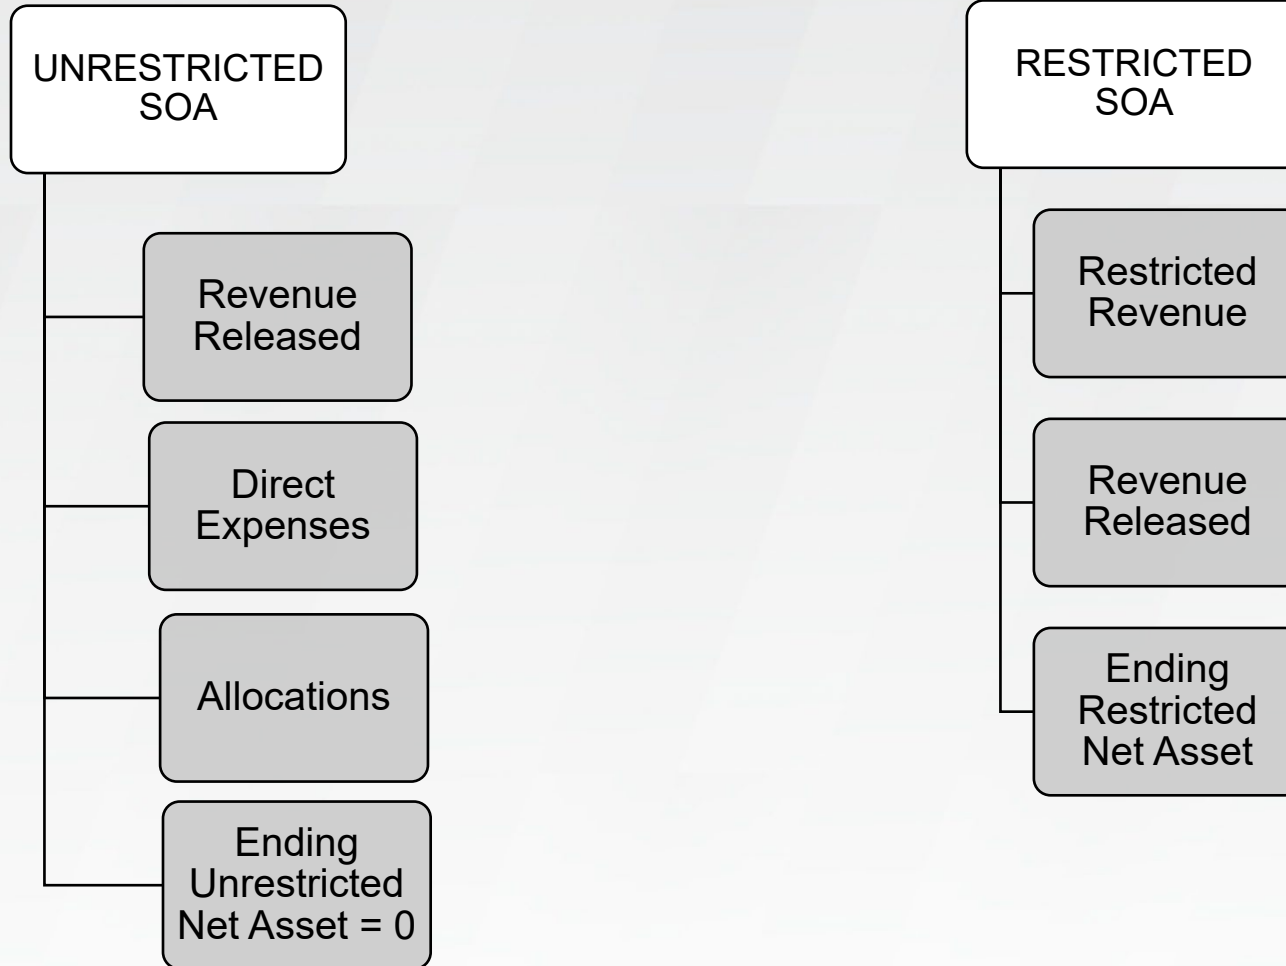 UNRESTRICTED
SOA
Revenue
Released
Direct
Expenses
Allocations
Ending
Unrestricted
Net Asset = 0
RESTRICTED
SOA
Restricted
Revenue
Revenue
Released
Ending
Restricted
Net Asset